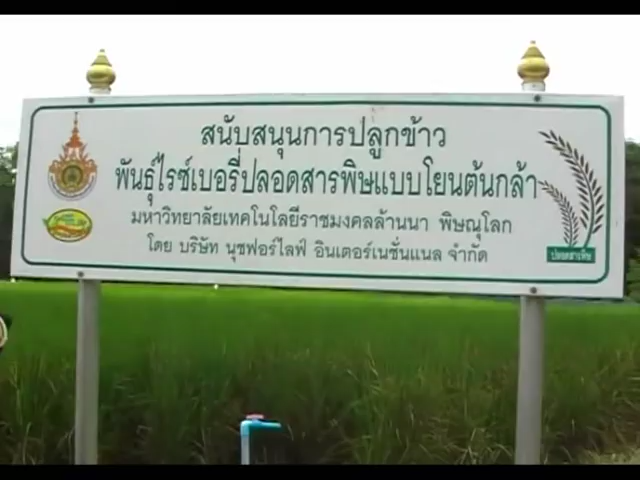 สนับสนุนการปลูกข้าว
พันธุ์ไรซ์เบอรี่ปลอดสารพิษแบบโยนต้นกล้า
มหาวิทยาลัยเทคโนโลยีราชมงคลล้านนา พิษณุโลก
โดย บริษัท นุชฟอร์ไลฟ์ อินเตอร์เนชั่นแนล จำกัด
ปลอดสารพิษ